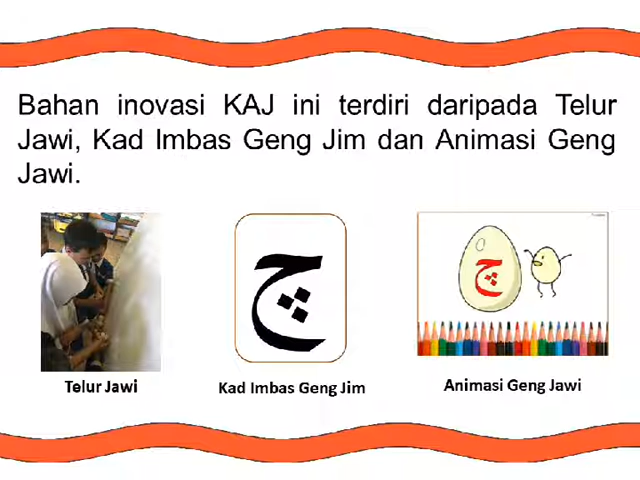 Bahan inovasi KAJ ini terdiri daripada Telur
Jawi, Kad Imbas Geng Jim dan Animasi Geng
Jawi.
چ
چ
Telur Jawi
Kad Imbas Geng Jim
Animasi Geng Jawi